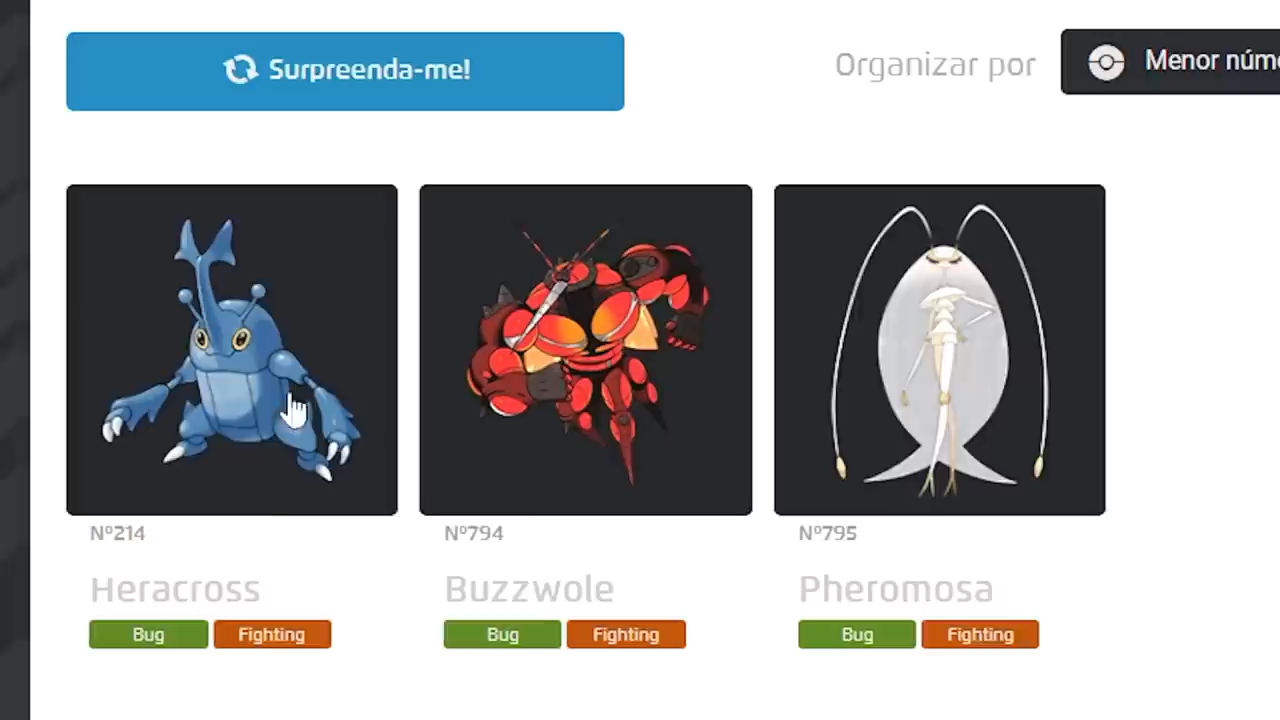 Surpreenda-me!
Organizar por
Menor núm
Nº214
Nº794
Nº795
Heracross
Buzzwole
Pheromosa
Bug Fighting
Bug Fighting
Bug Fighting